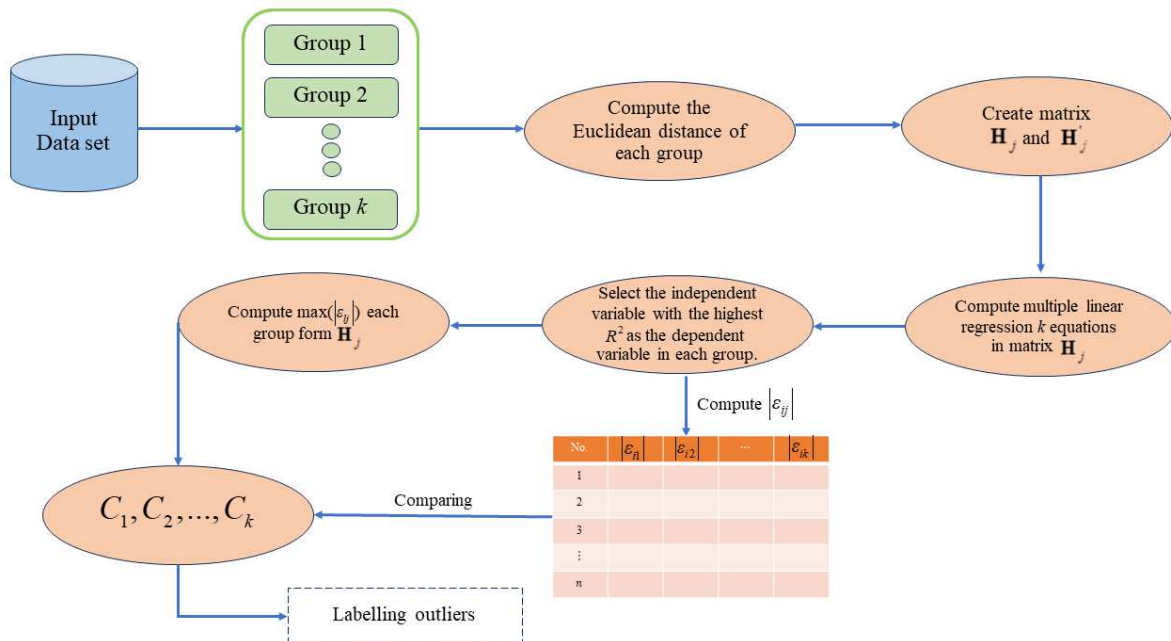 Input
Data set
Group 1
Group 2
Group k
Compute the
Euclidean distance of
each group
Create matrix
H_j and H'_j
Compute multiple linear
regression k equations
in matrix H_j
Select the independent
variable with the highest
R² as the dependent
variable in each group.
Compute max(|ε_ij|) each
group form H_j
Compute |ε_ij|
No. |ε_i1| |ε_i2| ... |ε_ik|
1
2
3
⋮
n
Comparing
C_1, C_2, ..., C_k
Labelling outliers